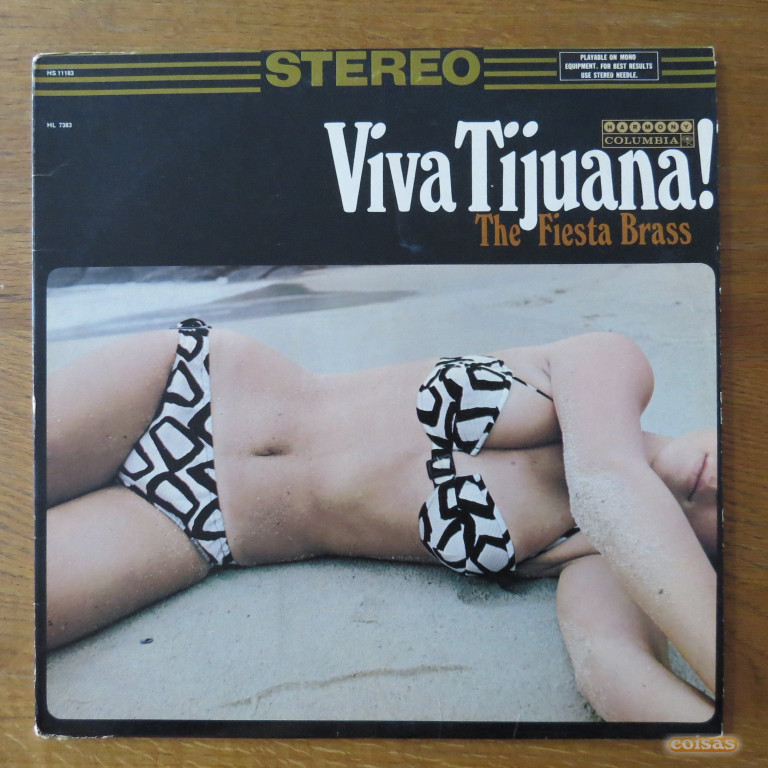 HS 11183
STEREO
PLAYABLE ON MONO
EQUIPMENT. FOR BEST RESULTS
USE STEREO NEEDLE.
HL 7383
HARMONY
COLUMBIA
Viva Tijuana!
The Fiesta Brass
coisas